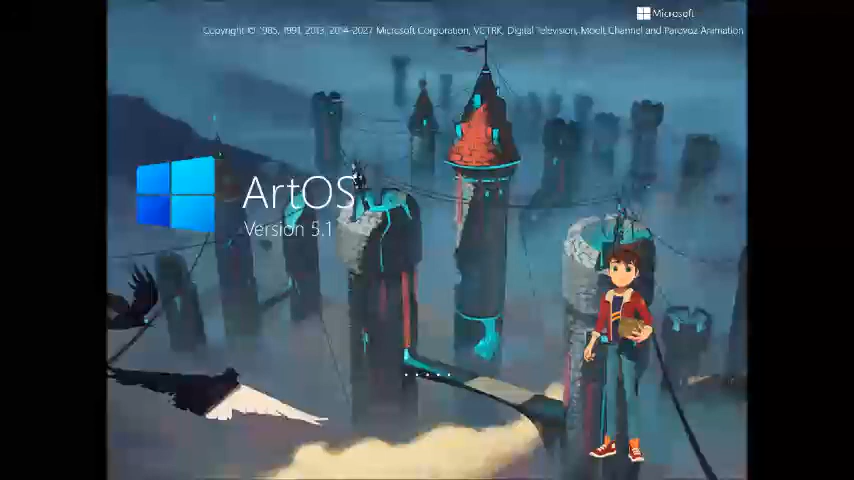 Microsoft
Copyright © 1985, 1991, 2013, 2014-2027 Microsoft Corporation, VGTRK, Digital Television, Mooii, Channel and Parovoz Animation
ArtOS
Version 5.1